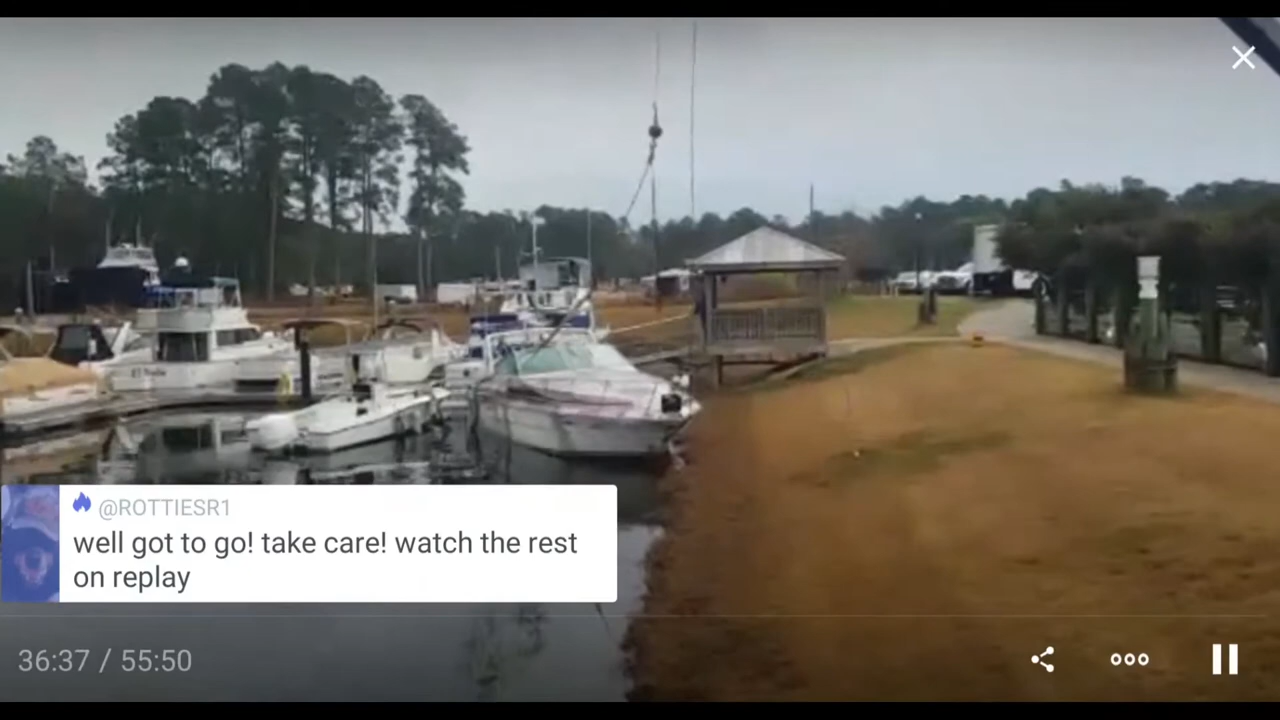 @ROTTIESR1
well got to go! take care! watch the rest
on replay
36:37 / 55:50